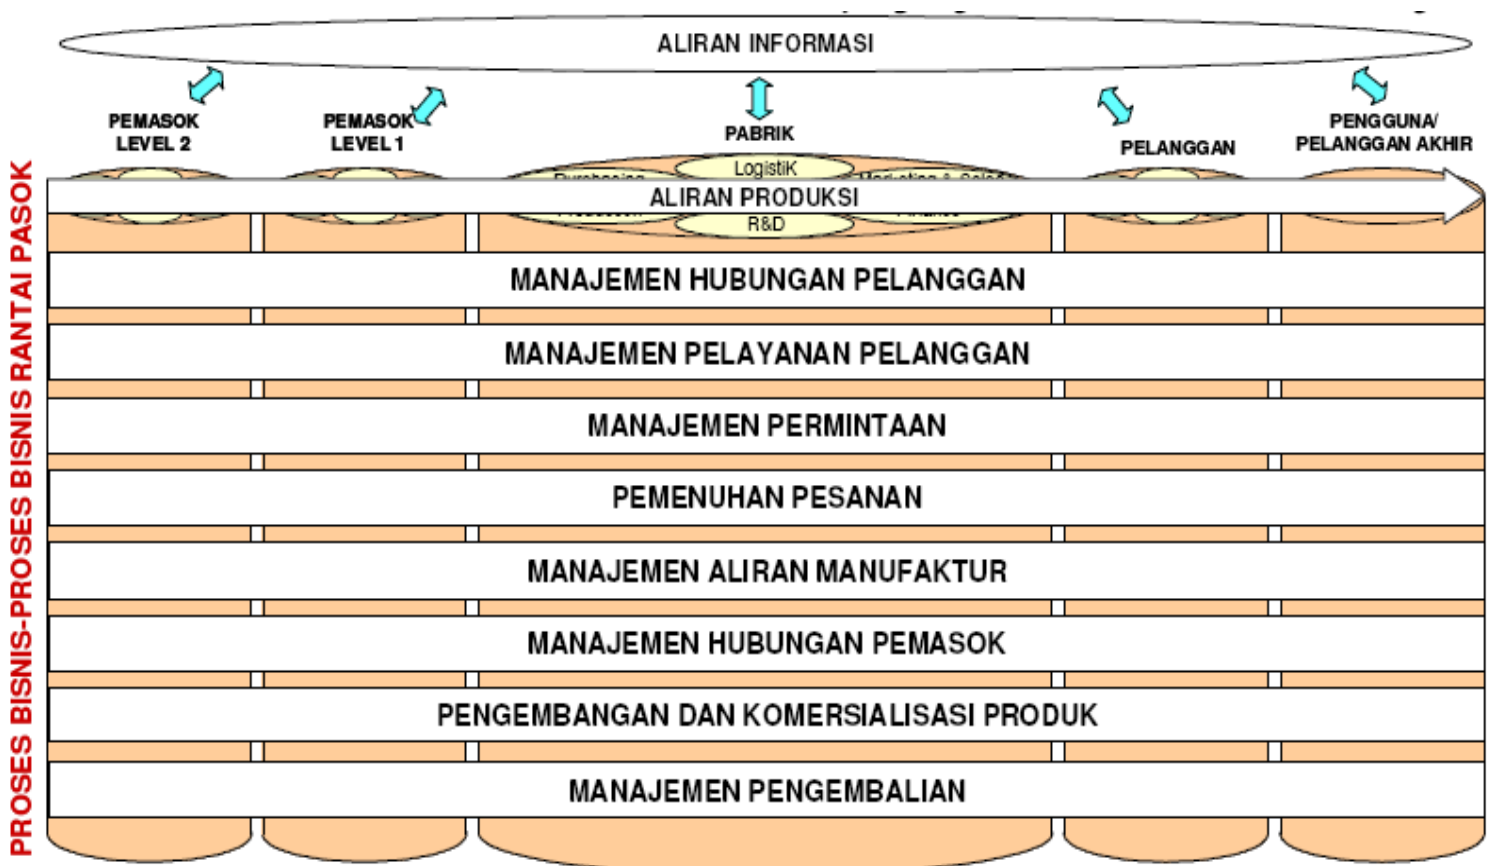 ALIRAN INFORMASI
PEMASOK
LEVEL 2
PEMASOK
LEVEL 1
PABRIK
PELANGGAN
PENGGUNA/
PELANGGAN AKHIR
Logistik
ALIRAN PRODUKSI
R&D
PROSES BISNIS-PROSES BISNIS RANTAI PASOK
MANAJEMEN HUBUNGAN PELANGGAN
MANAJEMEN PELAYANAN PELANGGAN
MANAJEMEN PERMINTAAN
PEMENUHAN PESANAN
MANAJEMEN ALIRAN MANUFAKTUR
MANAJEMEN HUBUNGAN PEMASOK
PENGEMBANGAN DAN KOMERSIALISASI PRODUK
MANAJEMEN PENGEMBALIAN